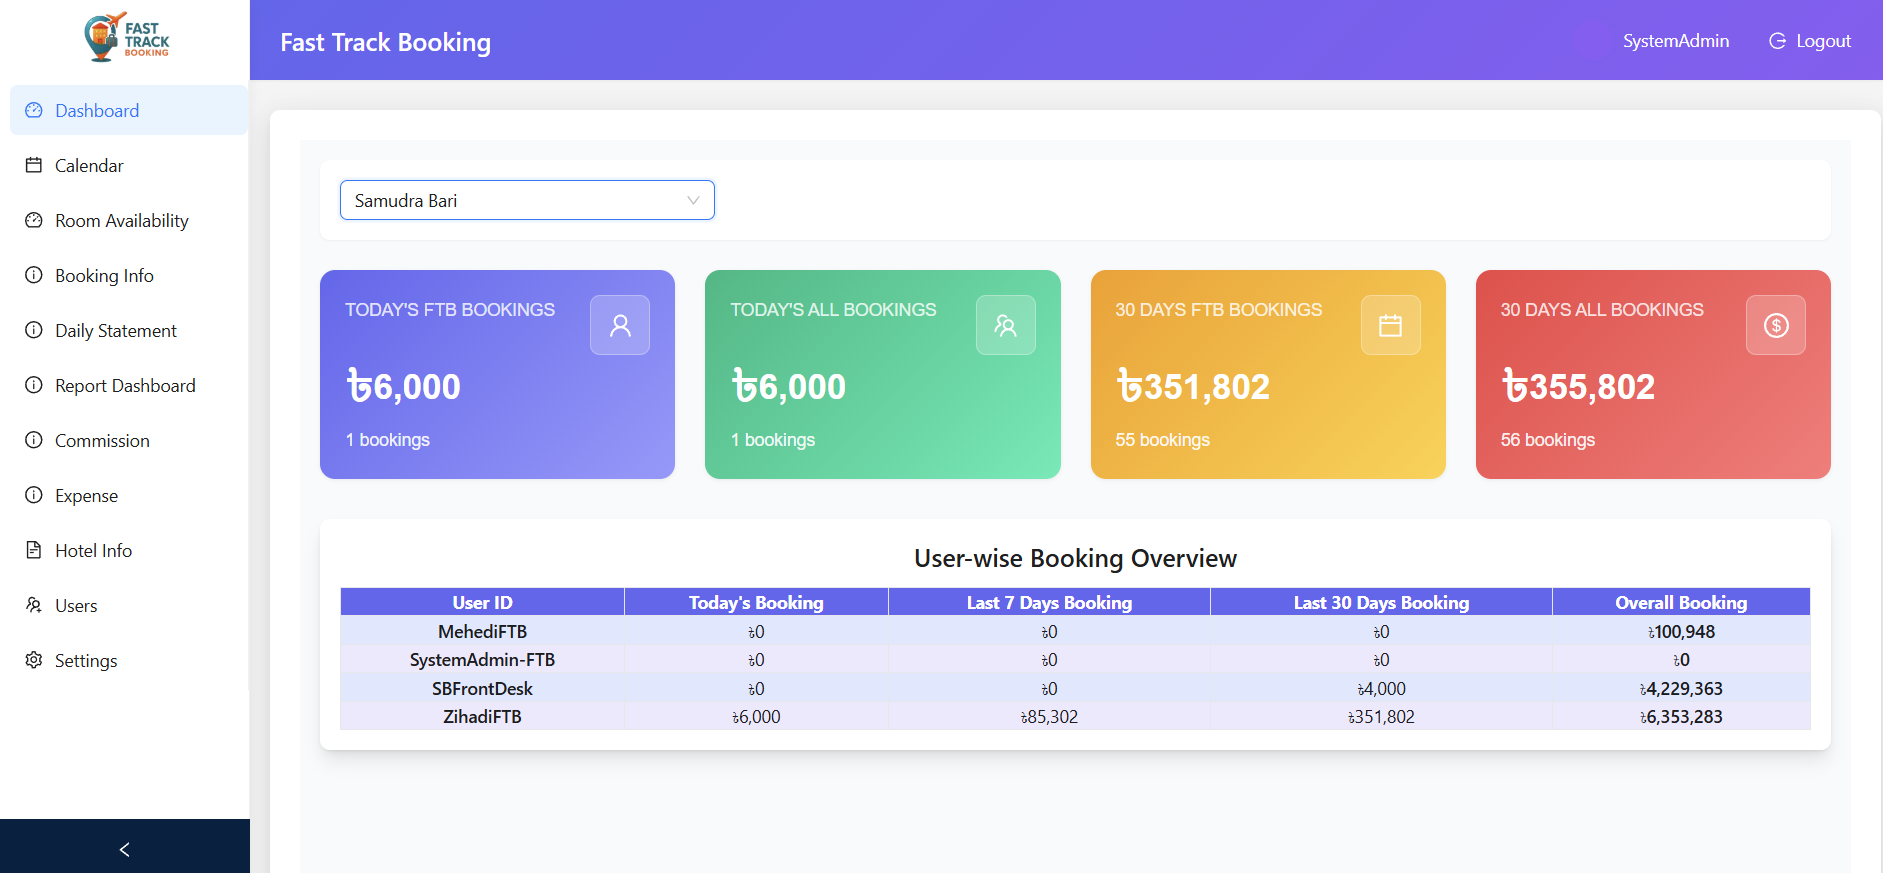 FAST
TRACK
BOOKING
Fast Track Booking
SystemAdmin
Logout
Dashboard
Calendar
Room Availability
Booking Info
Daily Statement
Report Dashboard
Commission
Expense
Hotel Info
Users
Settings
Samudra Bari
TODAY'S FTB BOOKINGS
৳6,000
1 bookings
TODAY'S ALL BOOKINGS
৳6,000
1 bookings
30 DAYS FTB BOOKINGS
৳351,802
55 bookings
30 DAYS ALL BOOKINGS
৳355,802
56 bookings
User-wise Booking Overview
User ID Today's Booking Last 7 Days Booking Last 30 Days Booking Overall Booking
MehediFTB ৳0 ৳0 ৳0 ৳100,948
SystemAdmin-FTB ৳0 ৳0 ৳0 ৳0
SBFrontDesk ৳0 ৳0 ৳4,000 ৳4,229,363
ZihadiFTB ৳6,000 ৳85,302 ৳351,802 ৳6,353,283